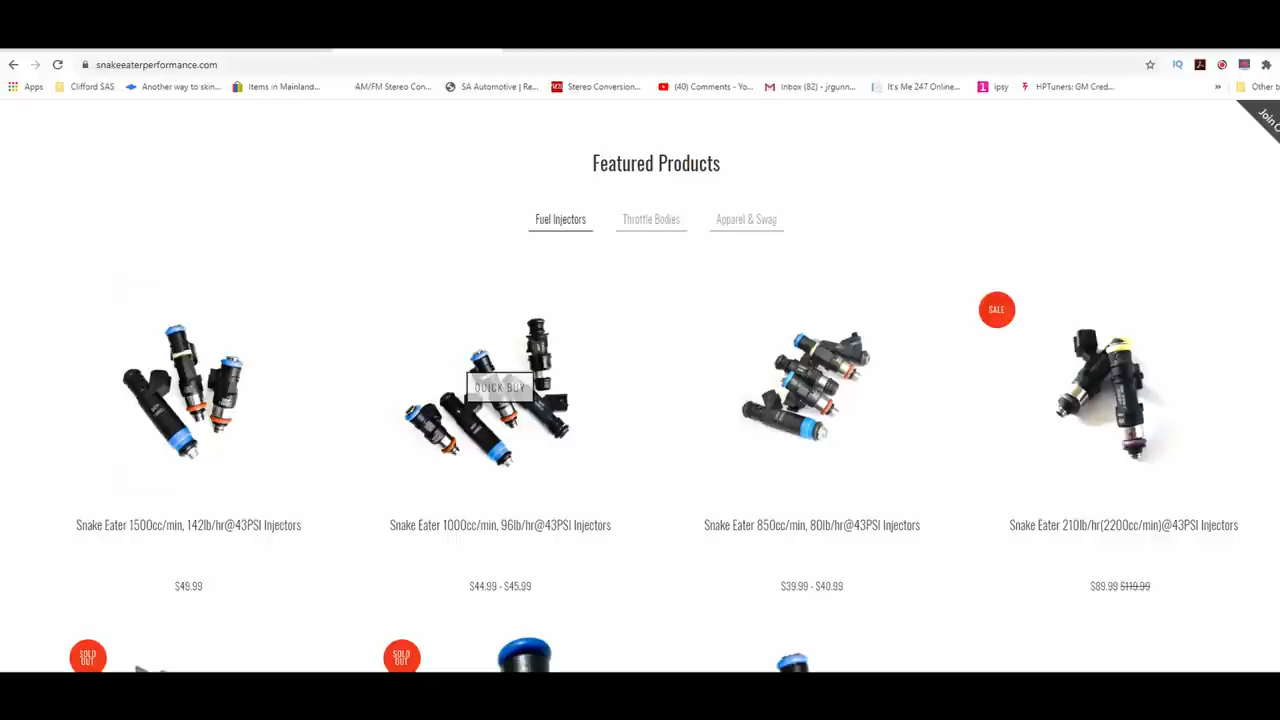 snakeeaterperformance.com
IQ
Apps
Clifford SAS
Another way to skin...
Items in Mainland...
AM/FM Stereo Con...
SA Automotive | Re...
Stereo Conversion...
(40) Comments - Yo...
Inbox (82) - jrgunn...
It's Me 247 Online...
1 ipsy
HPTuners: GM Cred...
»
Other b
Join
Featured Products
Fuel Injectors
Throttle Bodies
Apparel & Swag
SALE
QUICK BUY
Snake Eater 1500cc/min, 142lb/hr@43PSI Injectors
Snake Eater 1000cc/min, 96lb/hr@43PSI Injectors
Snake Eater 850cc/min, 80lb/hr@43PSI Injectors
Snake Eater 210lb/hr(2200cc/min)@43PSI Injectors
$49.99
$44.99 - $45.99
$39.99 - $40.99
$89.99 $119.99
SOLD
OUT
SOLD
OUT